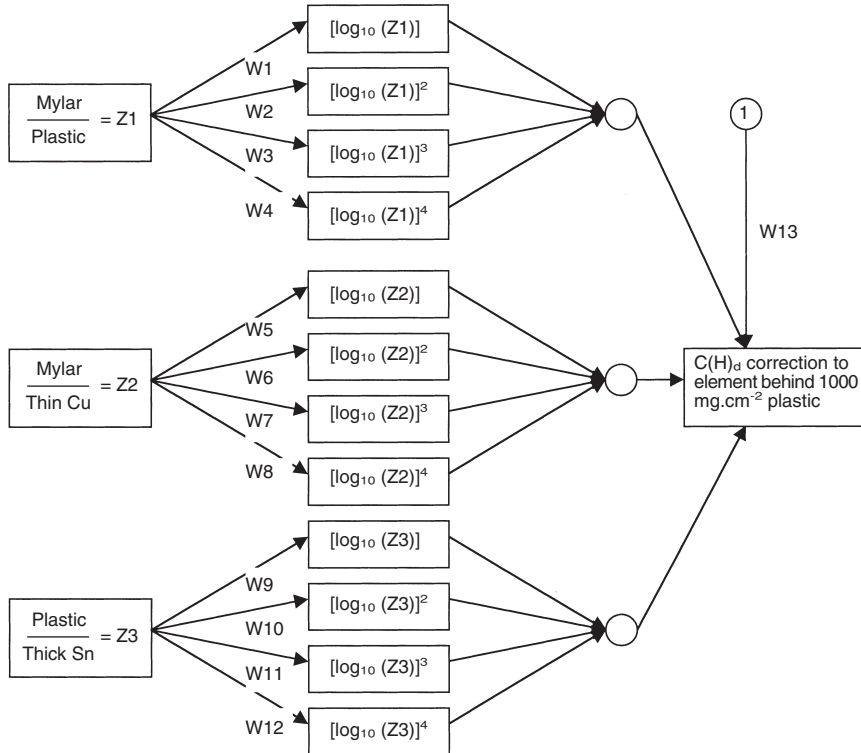 [log₁₀ (Z1)]
W1
[log₁₀ (Z1)]²
Mylar
Plastic
= Z1
W2
1
W3
[log₁₀ (Z1)]³
W4
[log₁₀ (Z1)]⁴
W13
[log₁₀ (Z2)]
W5
[log₁₀ (Z2)]²
Mylar
Thin Cu
= Z2
W6
C(H)d correction to
element behind 1000
mg.cm⁻² plastic
W7
[log₁₀ (Z2)]³
W8
[log₁₀ (Z2)]⁴
[log₁₀ (Z3)]
W9
[log₁₀ (Z3)]²
Plastic
Thick Sn
= Z3
W10
W11
[log₁₀ (Z3)]³
W12
[log₁₀ (Z3)]⁴